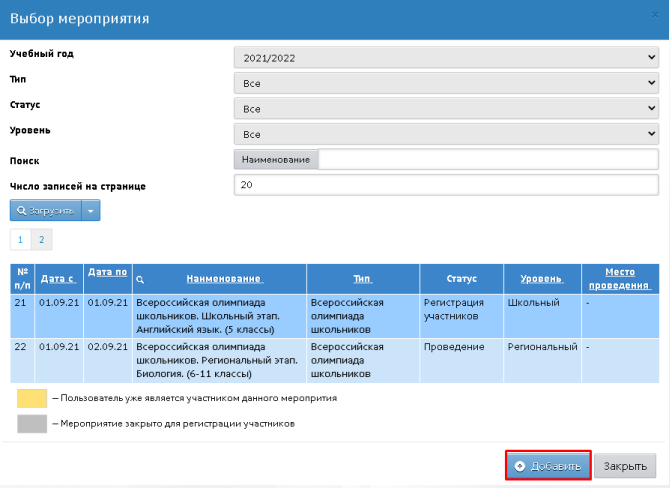 Выбор мероприятия
Учебный год 2021/2022
Тип Все
Статус Все
Уровень Все
Поиск Наименование
Число записей на странице 20
Загрузить
1 2
№ п/п Дата с Дата по Наименование Тип Статус Уровень Место проведения
21 01.09.21 01.09.21 Всероссийская олимпиада Всероссийская Регистрация Школьный -
школьников. Школьный этап. олимпиада участников
Английский язык. (5 классы) школьников
22 01.09.21 02.09.21 Всероссийская олимпиада Всероссийская Проведение Региональный -
школьников. Региональный этап. олимпиада
Биология. (6-11 классы) школьников
— Пользователь уже является участником данного меропрития
— Мероприятие закрыто для регистрации участников
Добавить Закрыть